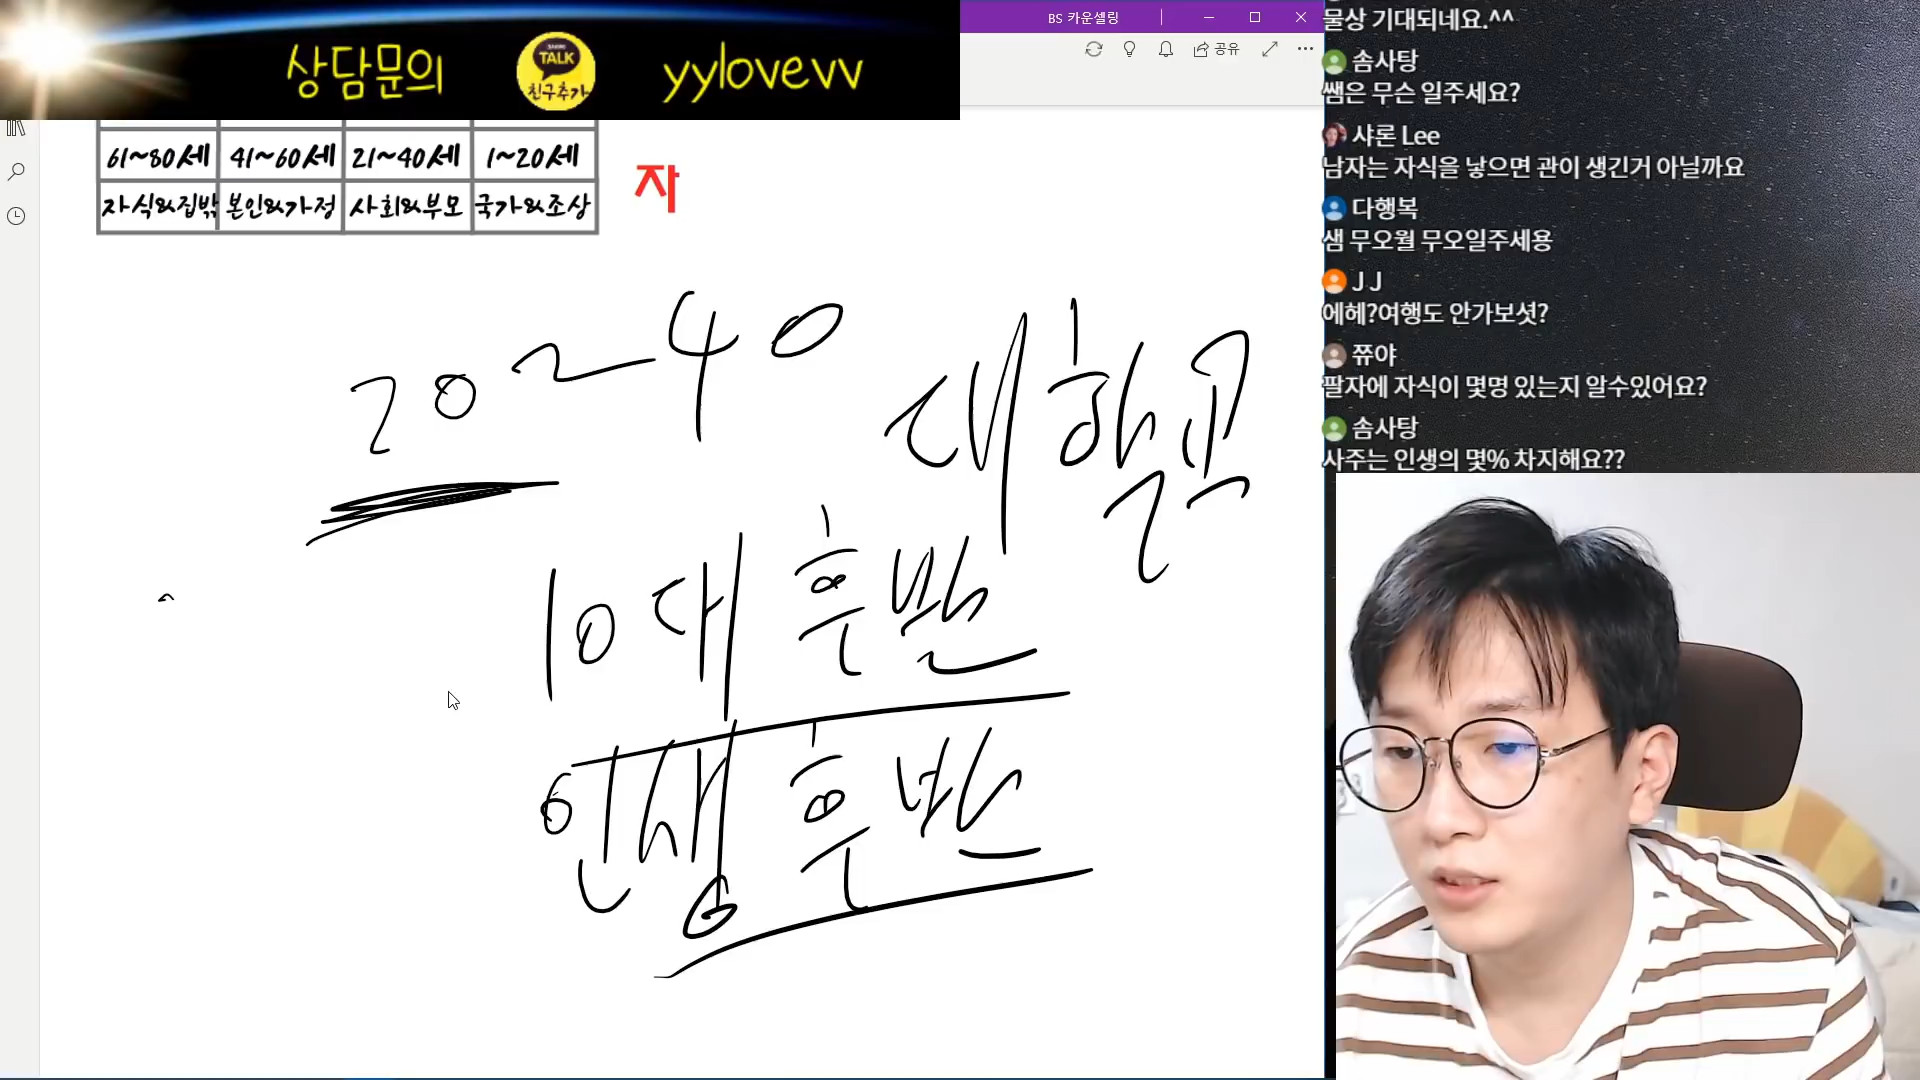 상담문의 TALK 친구추가 yylovevv
BS 카운셀링
공유
61~80세 41~60세 21~40세 1~20세
자식&집밖 본인&가정 사회&부모 국가&조상
자
20~40 대학교
10대 후반
인생 후반
물상 기대되네요.^^
솜사탕
쌤은 무슨 일주세요?
샤론 Lee
남자는 자식을 낳으면 관이 생긴거 아닐까요
다행복
샘 무오월 무오일주세용
J J
에헤?여행도 안가보셧?
쮸야
팔자에 자식이 몇명 있는지 알수있어요?
솜사탕
사주는 인생의 몇% 차지해요??